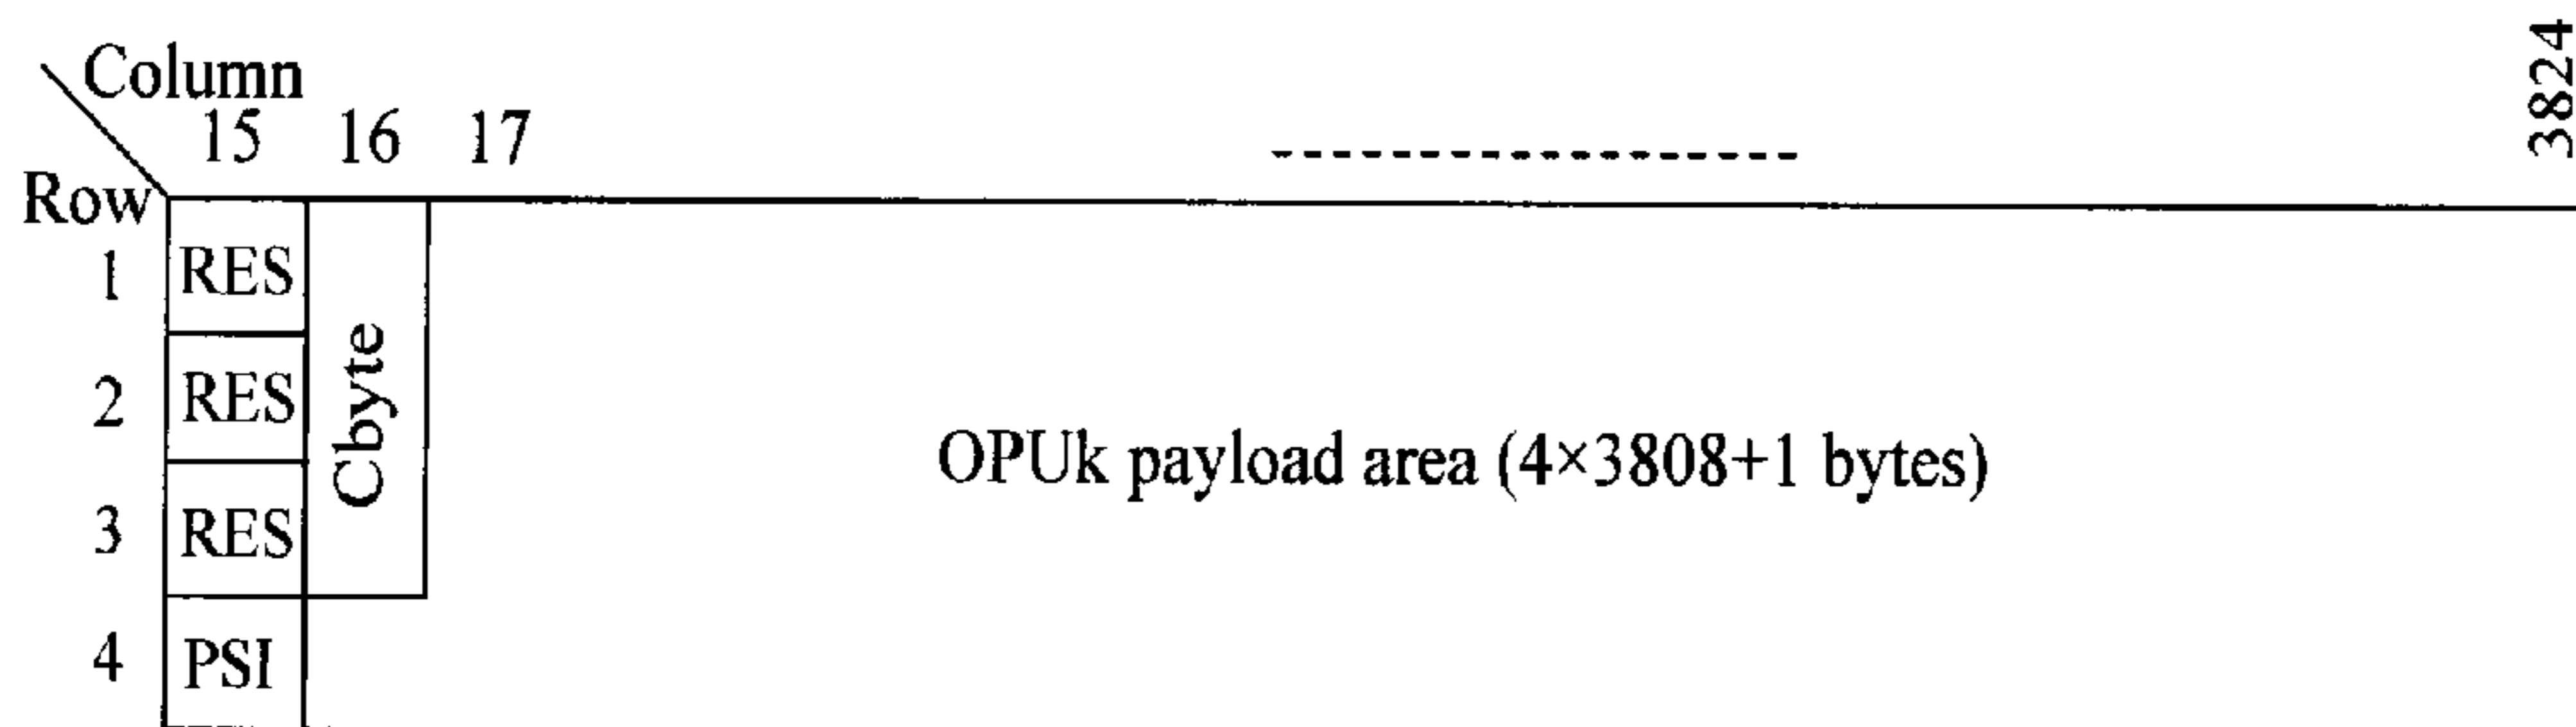 Column
15 16 17 3824
Row
1 RES
2 RES
Cbyte
OPUk payload area (4×3808+1 bytes)
3 RES
4 PSI